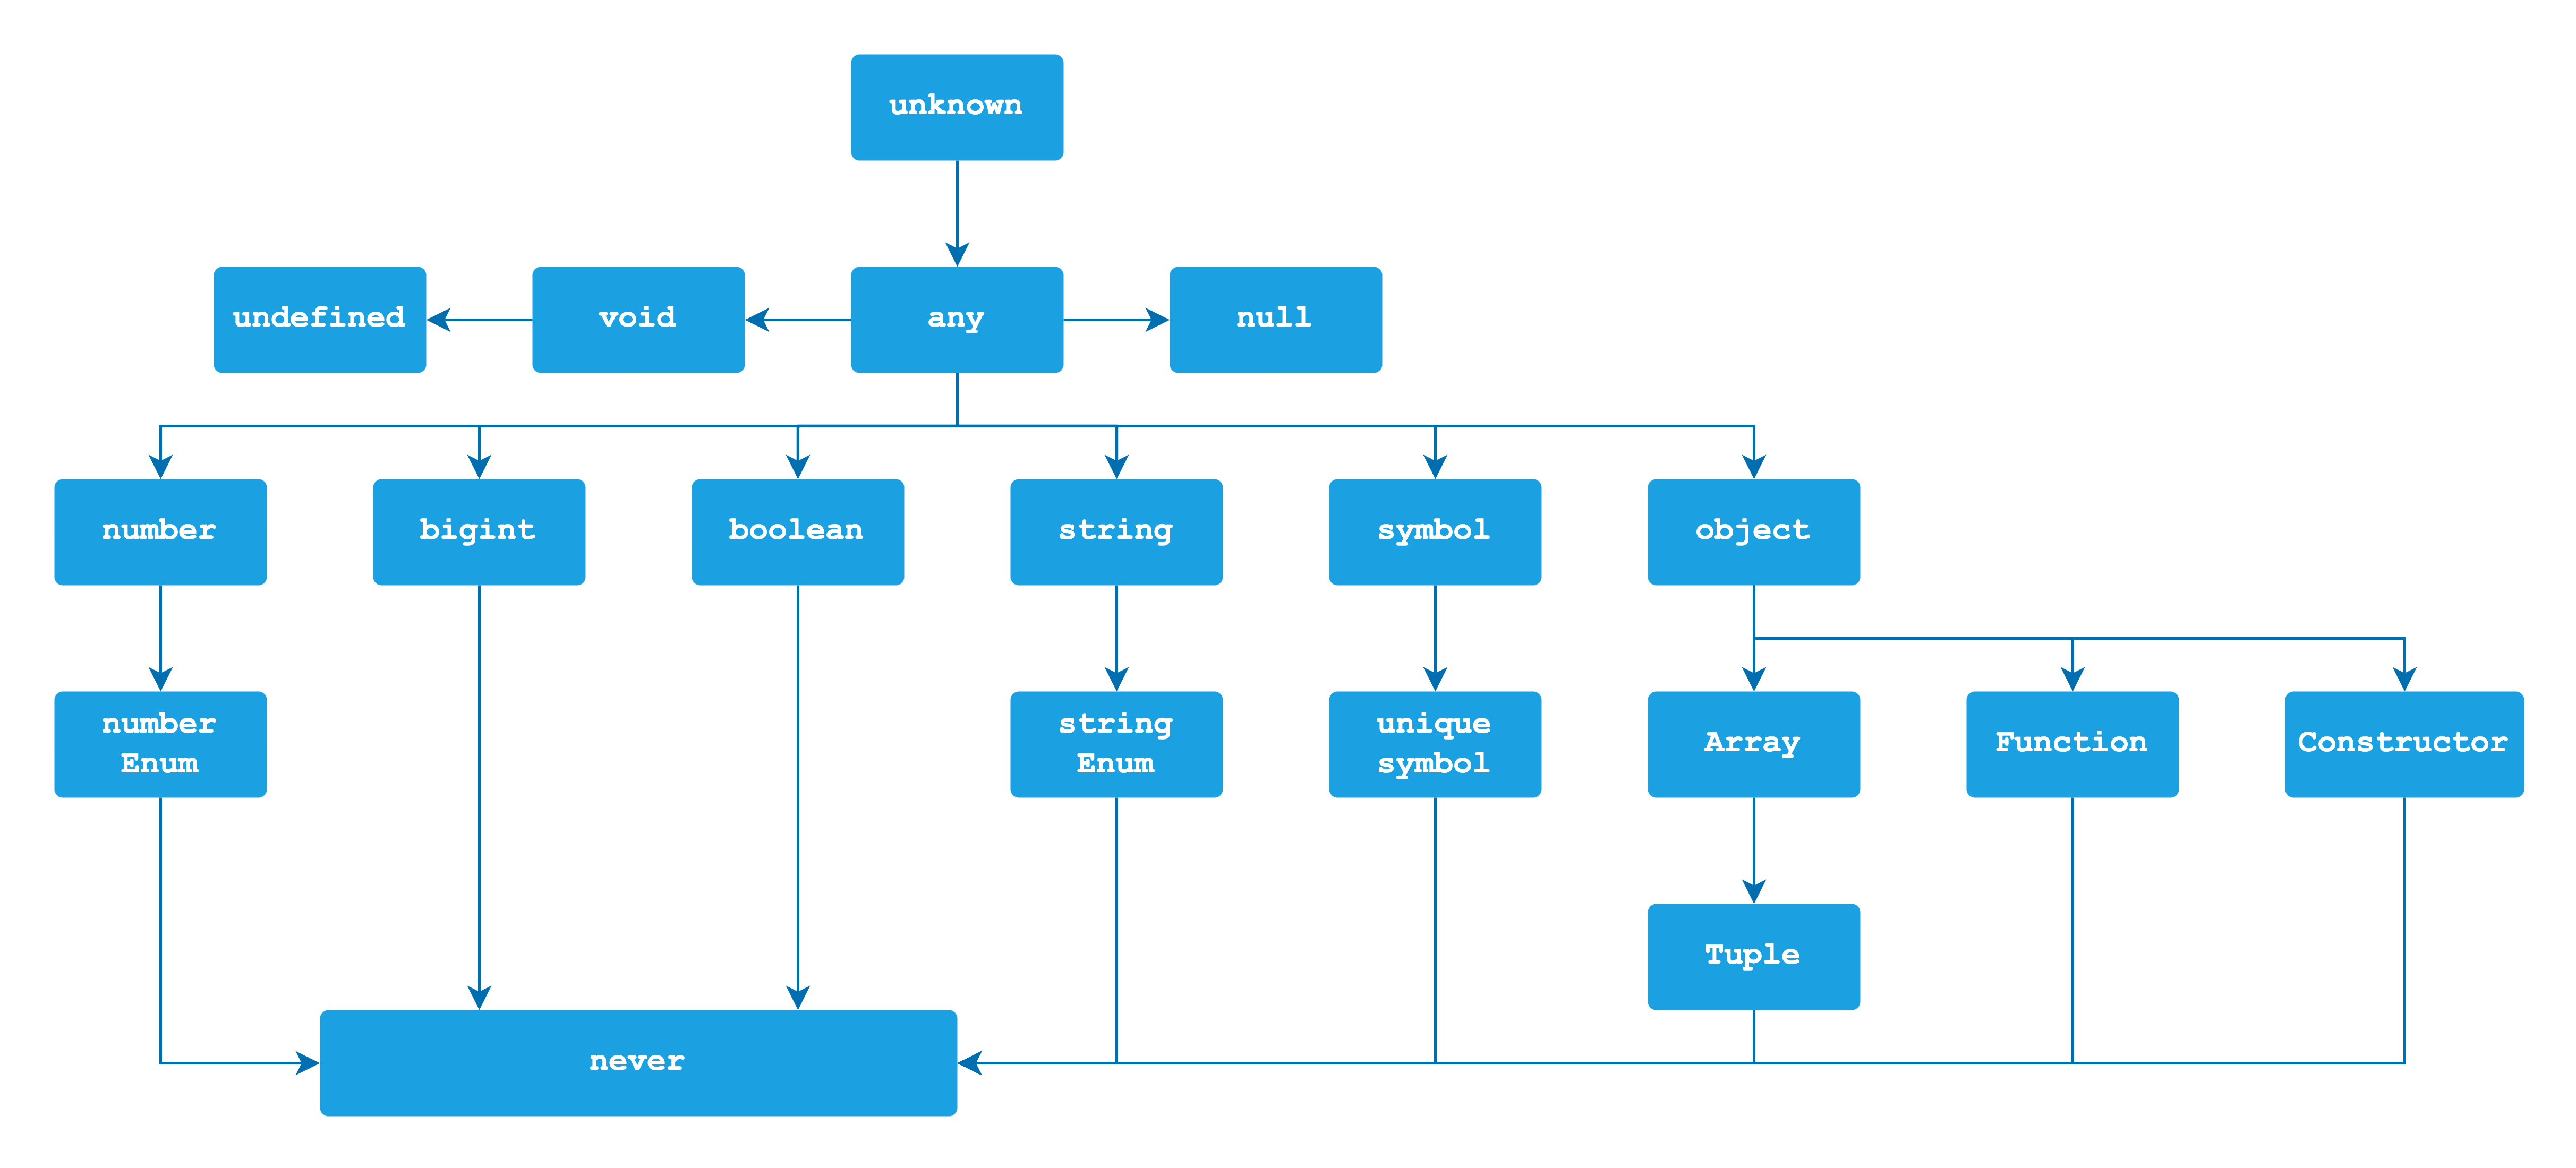 unknown
undefined
void
any
null
number
bigint
boolean
string
symbol
object
number
Enum
string
Enum
unique
symbol
Array
Function
Constructor
Tuple
never